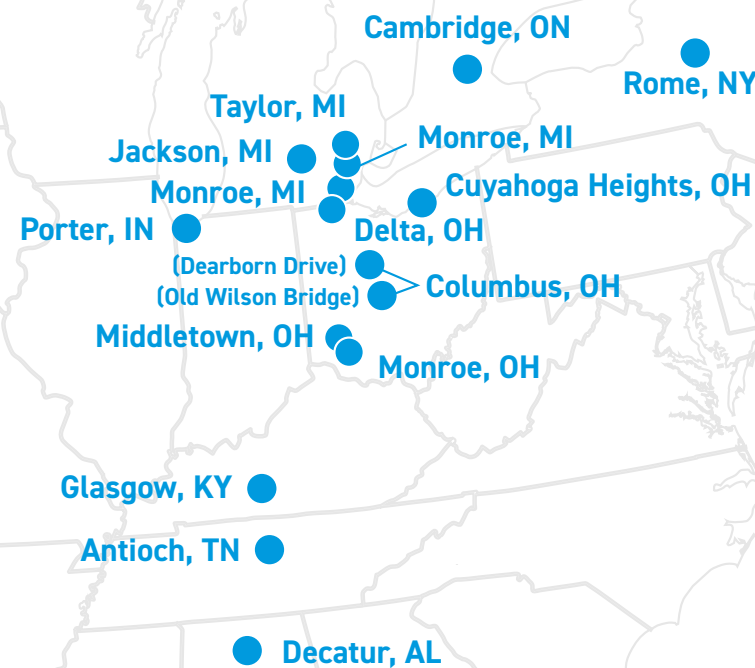 Cambridge, ON
Rome, NY
Taylor, MI
Monroe, MI
Jackson, MI
Monroe, MI
Cuyahoga Heights, OH
Porter, IN
Delta, OH
(Dearborn Drive)
(Old Wilson Bridge)
Columbus, OH
Middletown, OH
Monroe, OH
Glasgow, KY
Antioch, TN
Decatur, AL